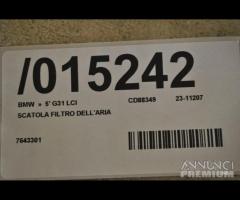 /015242
BMW » 5' G31 LCI CD88349 23-11207
SCATOLA FILTRO DELL'ARIA
7643301
ANNUNCI
PREMIUM